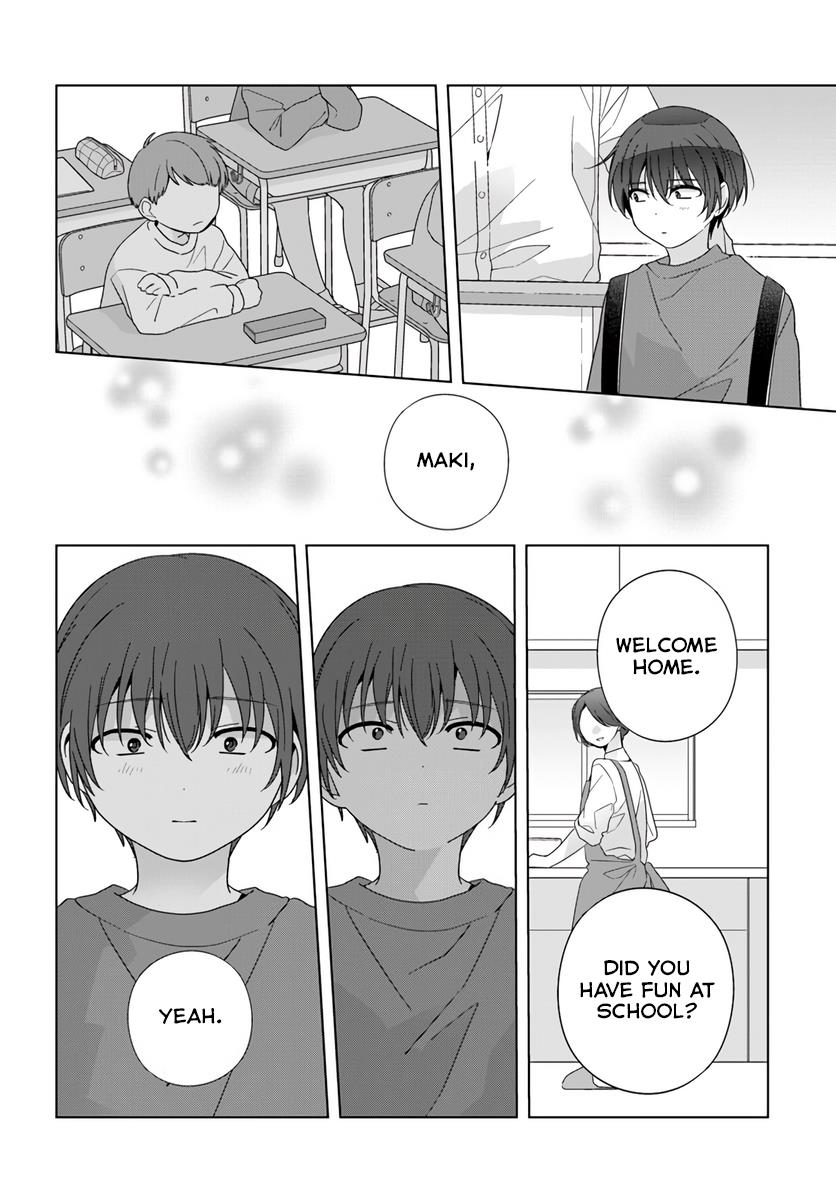 MAKI,
WELCOME
HOME.
DID YOU
HAVE FUN AT
SCHOOL?
YEAH.